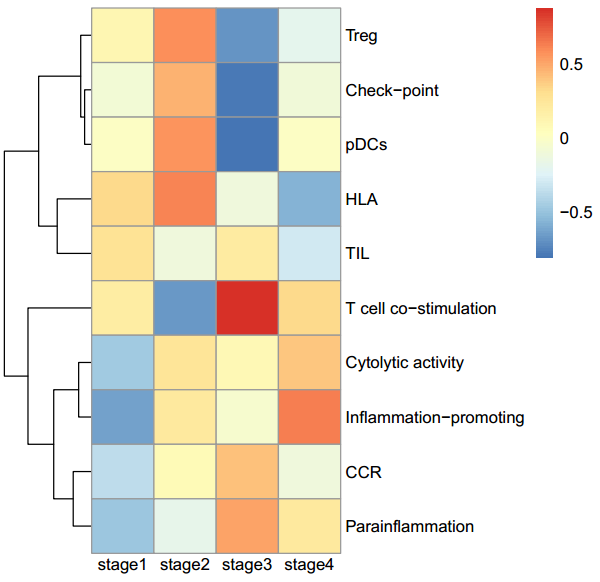 Treg
Check−point
pDCs
HLA
TIL
T cell co−stimulation
Cytolytic activity
Inflammation−promoting
CCR
Parainflammation
stage1 stage2 stage3 stage4
0.5
0
−0.5